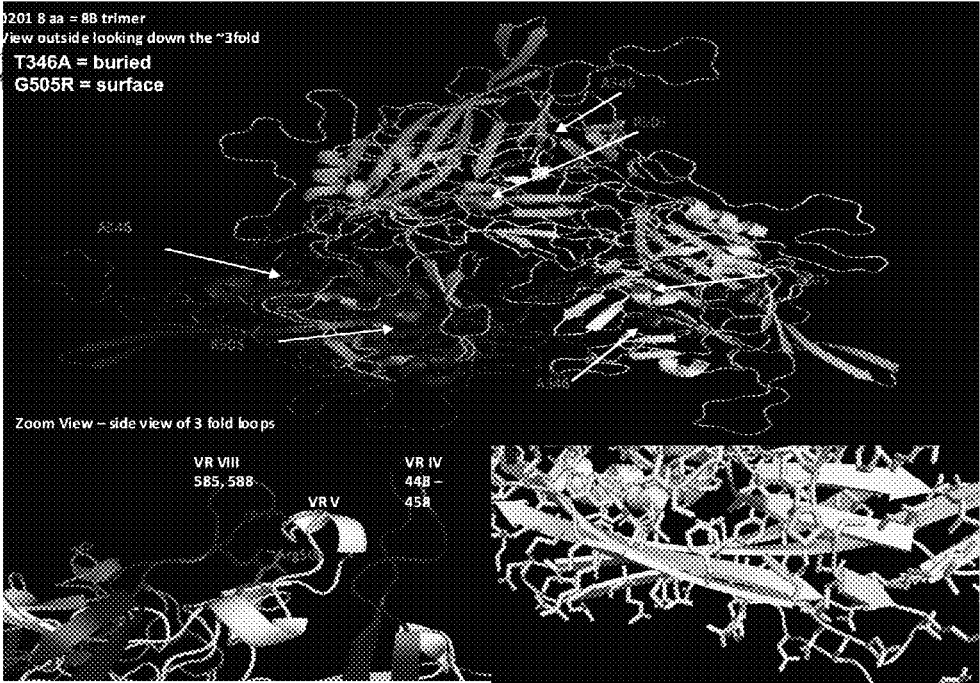 0201 8 aa = 8B trimer
View outside looking down the ~3fold
T346A = buried
G505R = surface
Zoom View – side view of 3 fold loops
VR VIII
585, 588
VR V
VR IV
448 –
458